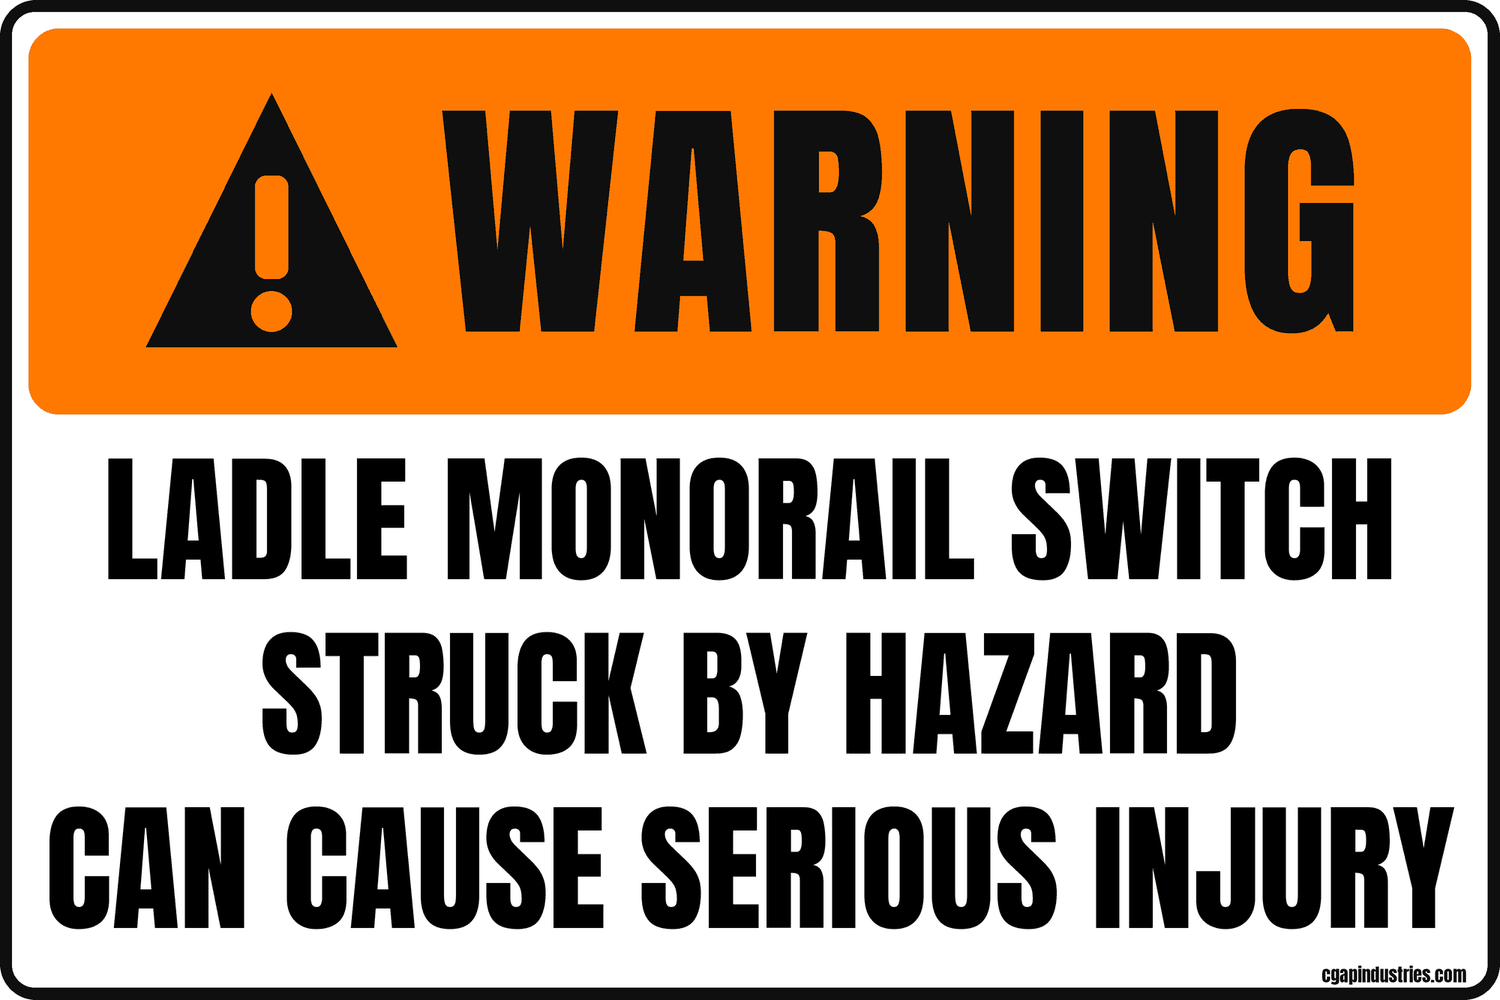 WARNING
LADLE MONORAIL SWITCH
STRUCK BY HAZARD
CAN CAUSE SERIOUS INJURY
cgapindustries.com